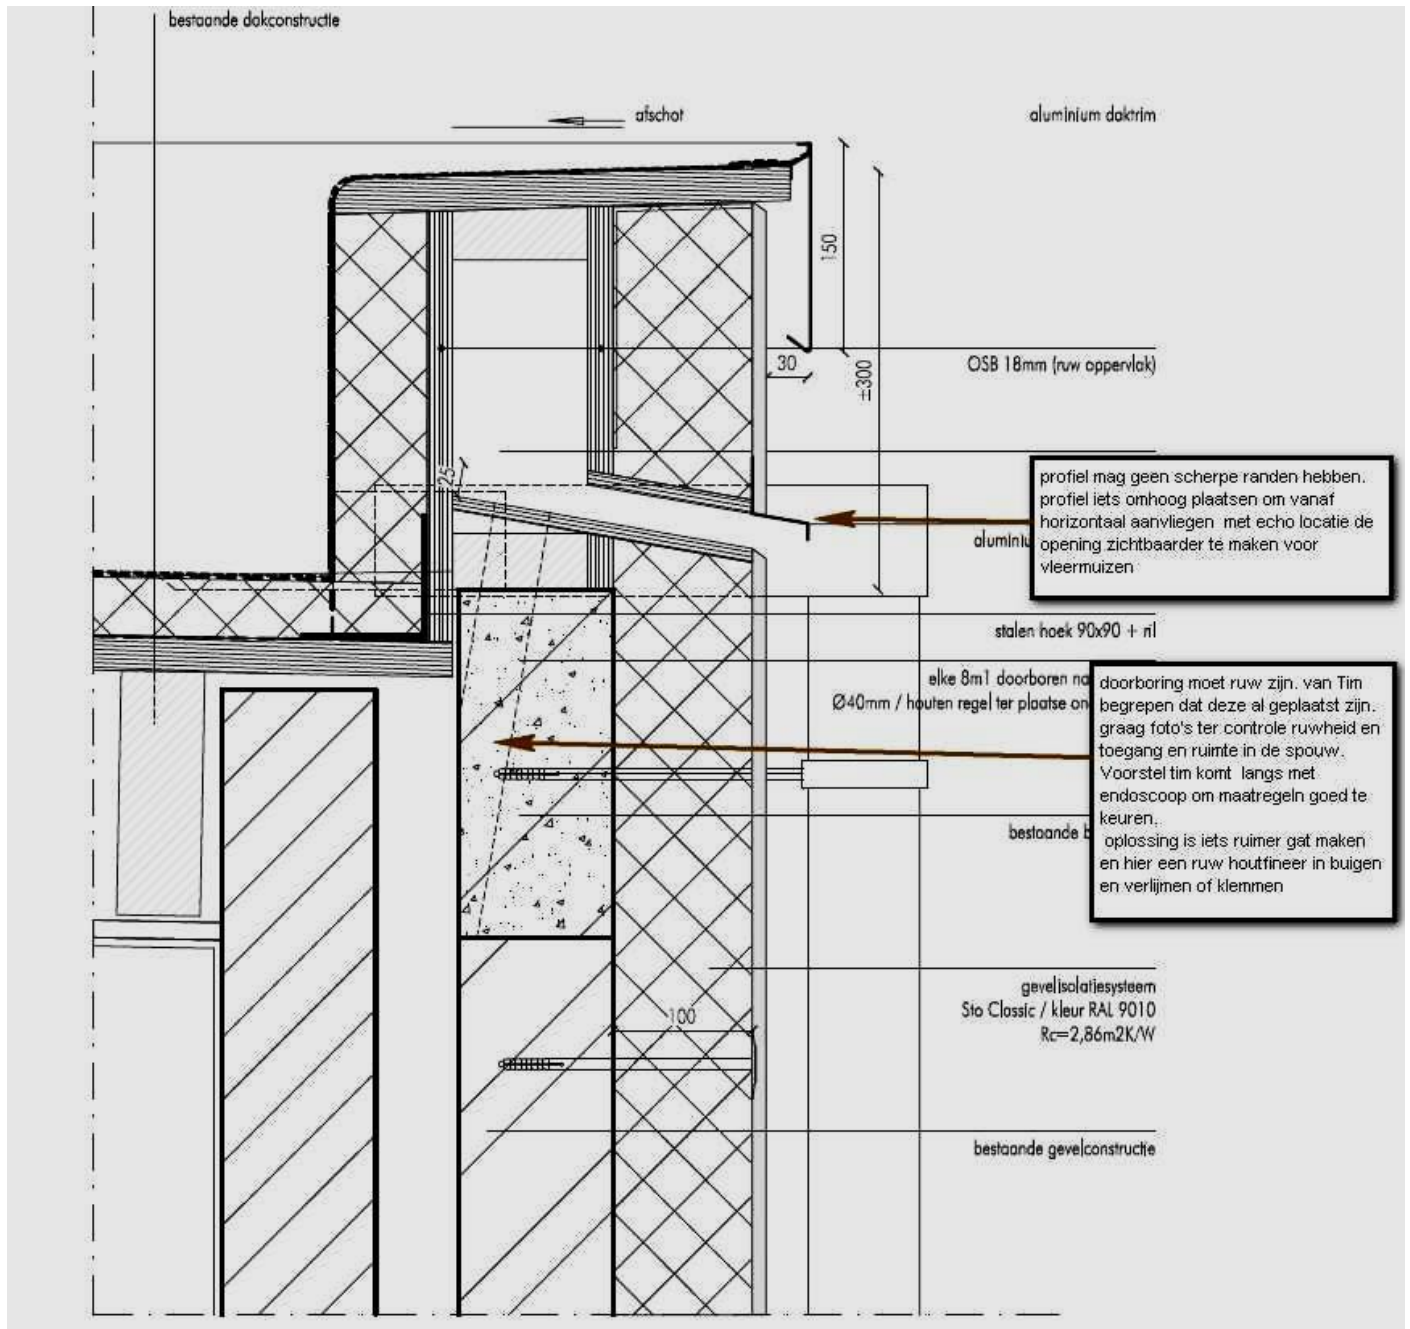 bestaande dakconstructie
afschot
aluminium daktrim
150
±300
30
OSB 18mm (ruw oppervlak)
25
profiel mag geen scherpe randen hebben.
profiel iets omhoog plaatsen om vanaf
horizontaal aanvliegen met echo locatie de
opening zichtbaarder te maken voor
vleermuizen
stalen hoek 90x90 + ril
elke 8m1 doorboren
Ø40mm / houten regel ter plaatse
doorboring moet ruw zijn. van Tim
begrepen dat deze al geplaatst zijn.
graag foto's ter controle ruwheid en
toegang en ruimte in de spouw.
Voorstel tim komt langs met
endoscoop om maatregeln goed te
keuren.
oplossing is iets ruimer gat maken
en hier een ruw houtfineer in buigen
en verlijmen of klemmen
bestaande
gevelisolatiesysteem
Sto Classic / kleur RAL 9010
Rc=2,86m2K/W
100
bestaande gevelconstructie